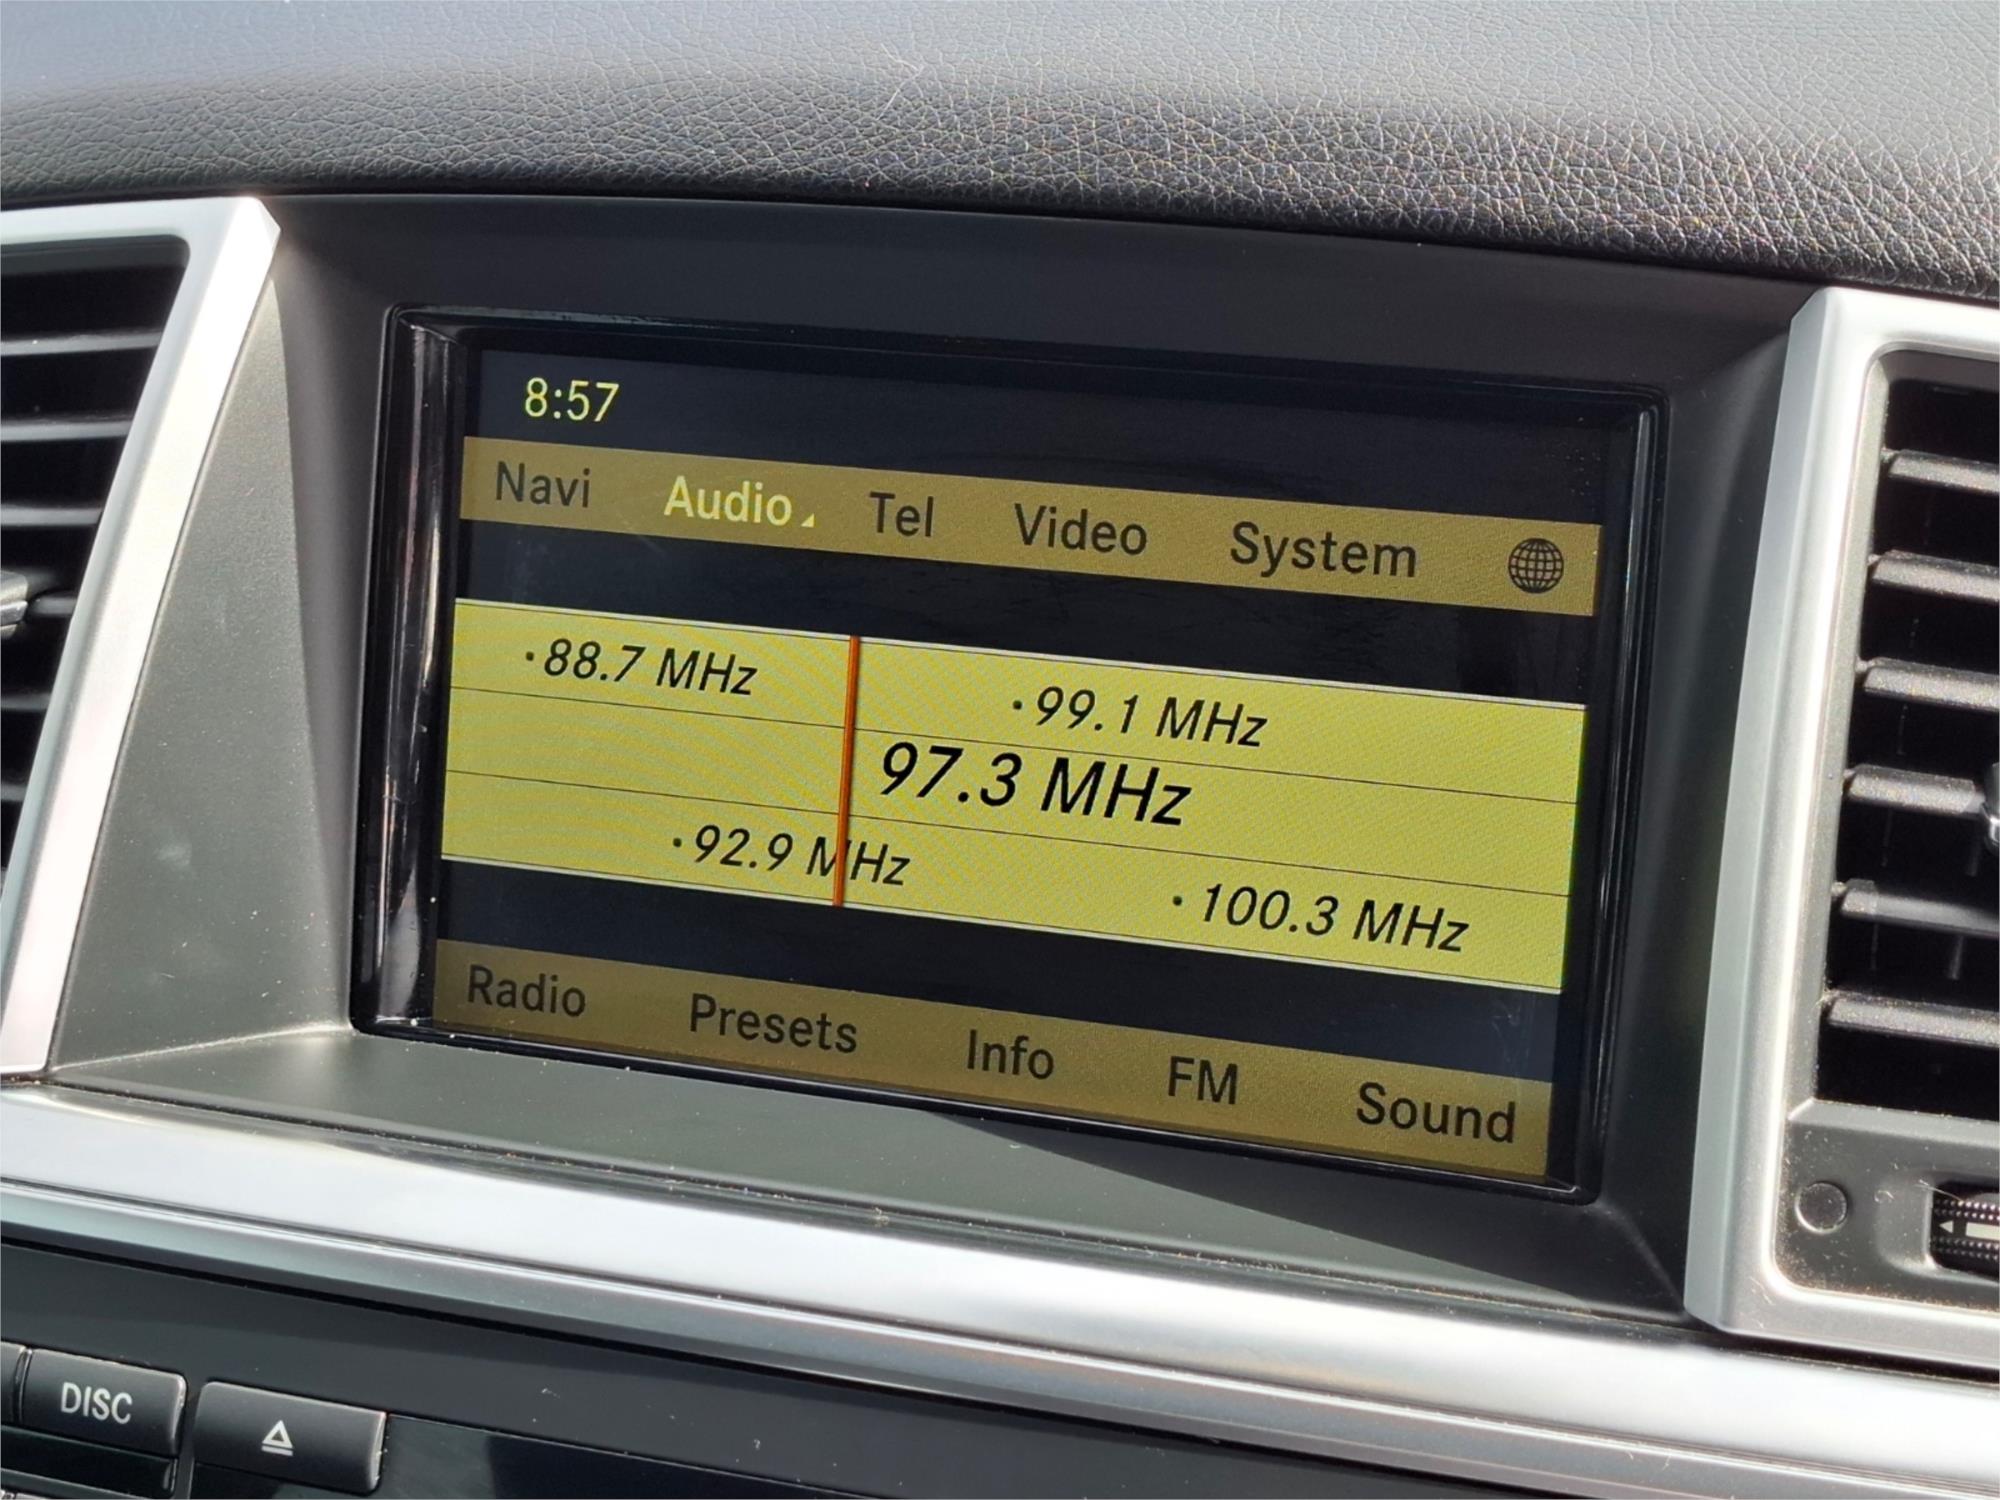 8:57
Navi Audio Tel Video System
·88.7 MHz ·99.1 MHz
97.3 MHz
·92.9 MHz ·100.3 MHz
Radio Presets Info FM Sound
DISC